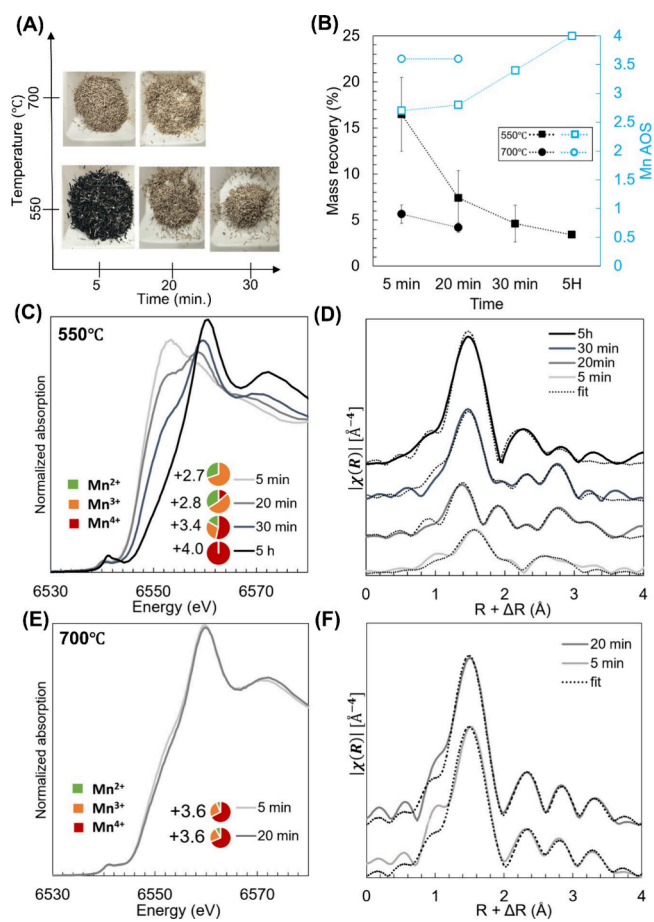 (A)
Temperature (℃)
700
550
5
20
30
Time (min.)
(B)
Mass recovery (%)
25
20
15
10
5
0
4
3.5
3
2.5
2
1.5
1
0.5
0
Mn AOS
550℃
700℃
5 min
20 min
30 min
5H
Time
(C)
550℃
Normalized absorption
Mn²⁺
Mn³⁺
Mn⁴⁺
+2.7 5 min
+2.8 20 min
+3.4 30 min
+4.0 5 h
6530 6550 6570
Energy (eV)
(D)
|χ(R)| [Å⁻⁴]
5h
30 min
20min
5 min
fit
0 1 2 3 4
R + ΔR (Å)
(E)
700℃
Normalized absorption
Mn²⁺
Mn³⁺
Mn⁴⁺
+3.6 5 min
+3.6 20 min
6530 6550 6570
Energy (eV)
(F)
|χ(R)| [Å⁻⁴]
20 min
5 min
fit
0 1 2 3 4
R + ΔR (Å)